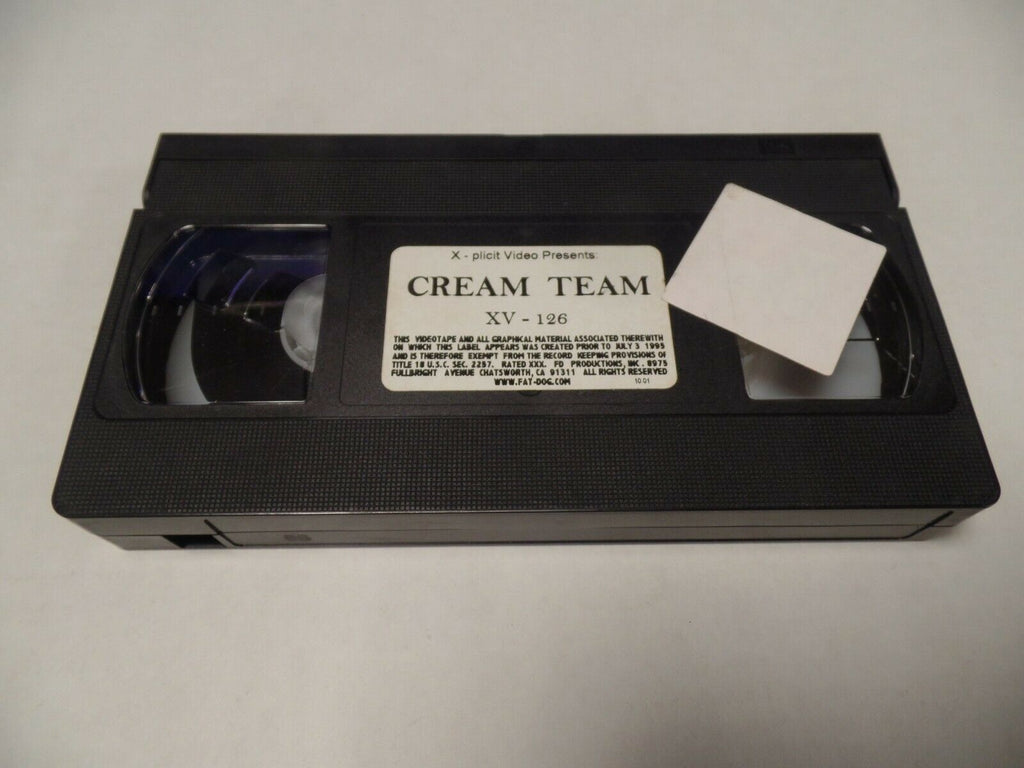 X - plicit Video Presents:
CREAM TEAM
XV - 126
THIS VIDEOTAPE AND ALL GRAPHICAL MATERIAL ASSOCIATED THEREWITH
ON WHICH THIS LABEL APPEARS WAS CREATED PRIOR TO JULY 3 1995
AND IS THEREFORE EXEMPT FROM THE RECORD KEEPING PROVISIONS OF
TITLE 18 U.S.C. SEC. 2257. RATED XXX. FD PRODUCTIONS, INC. 8975
FULLBRIGHT AVENUE CHATSWORTH, CA 91311 ALL RIGHTS RESERVED
WWW.FAT-DOG.COM
10 01